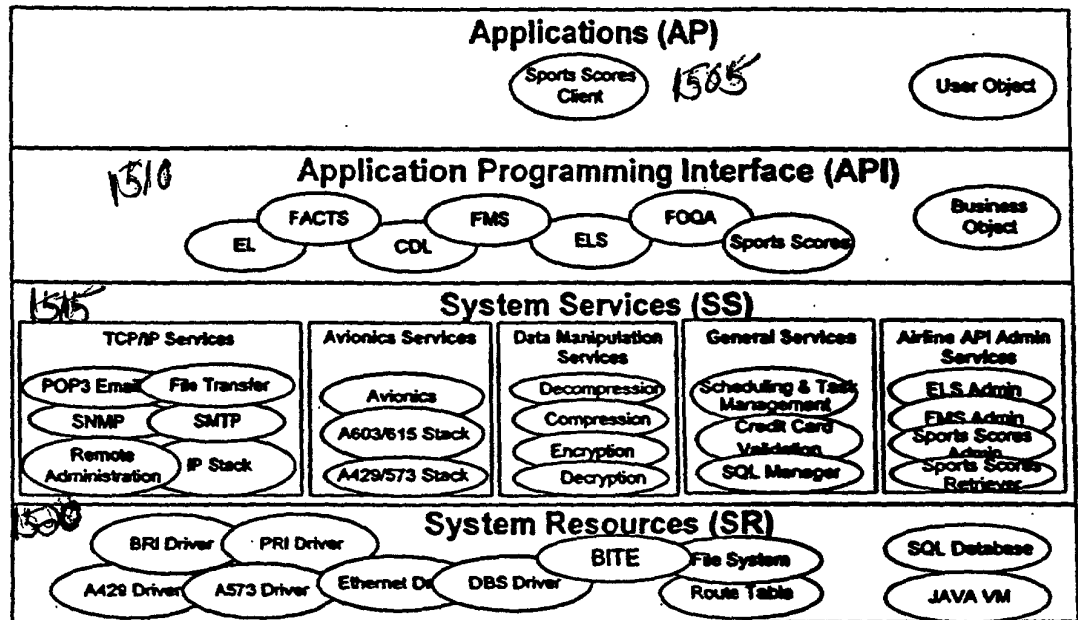 Applications (AP)
Sports Scores
Client
1505
User Object
1510
Application Programming Interface (API)
EL
FACTS
CDL
FMS
ELS
FOQA
Sports Scores
Business
Object
1515
System Services (SS)
TCP/IP Services
POP3 Email
File Transfer
SNMP
SMTP
Remote
Administration
IP Stack
Avionics Services
Avionics
A603/615 Stack
A429/573 Stack
Data Manipulation
Services
Decompression
Compression
Encryption
Decryption
General Services
Scheduling & Task
Management
Credit Card
Validation
SQL Manager
Airline API Admin
Services
ELS Admin
FMS Admin
Sports Scores
Admin
Sports Scores
Retriever
1520
System Resources (SR)
BRI Driver
PRI Driver
A429 Driver
A573 Driver
Ethernet
DBS Driver
BITE
File System
Route Table
SQL Database
JAVA VM